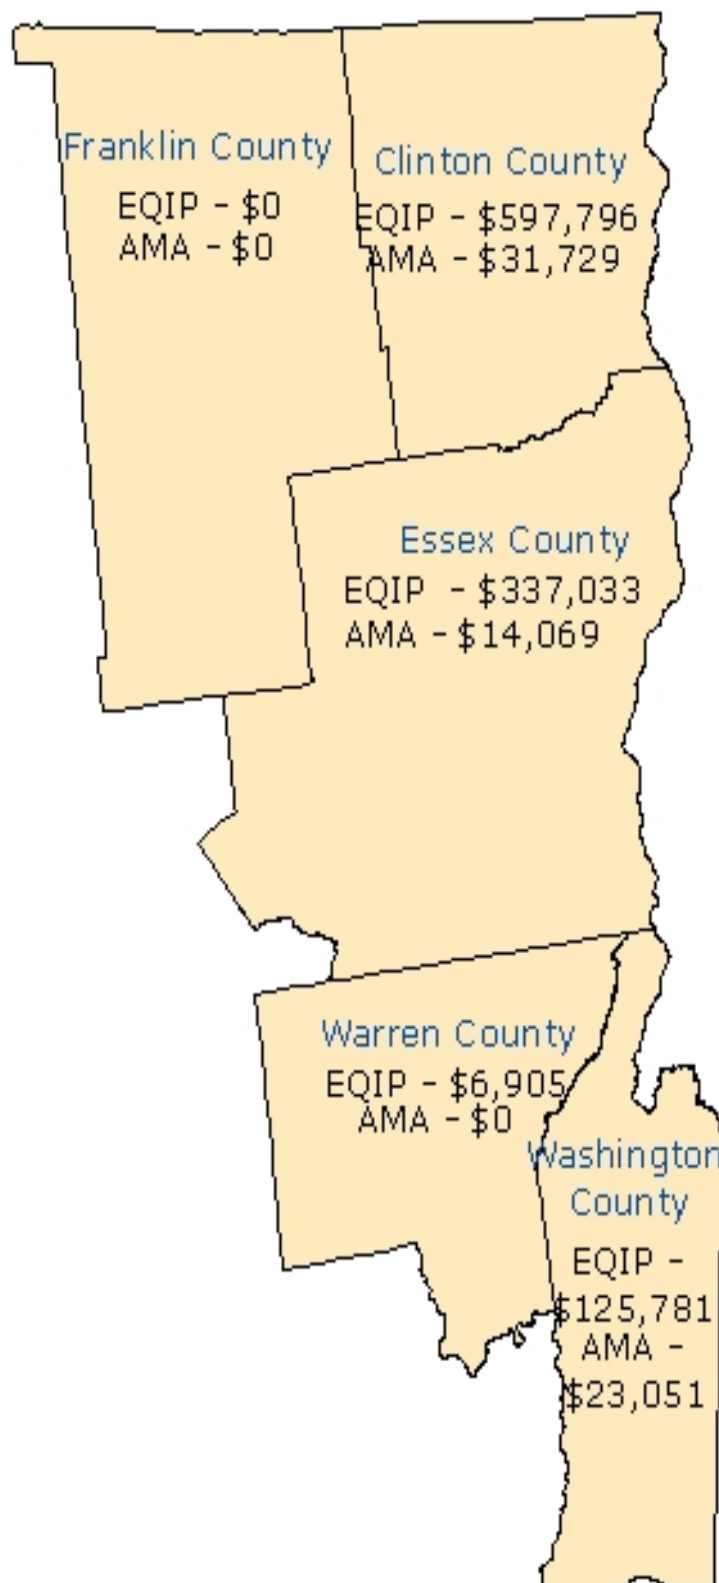 Franklin County
EQIP - $0
AMA - $0
Clinton County
EQIP - $597,796
AMA - $31,729
Essex County
EQIP - $337,033
AMA - $14,069
Warren County
EQIP - $6,905
AMA - $0
Washington
County
EQIP -
$125,781
AMA -
$23,051